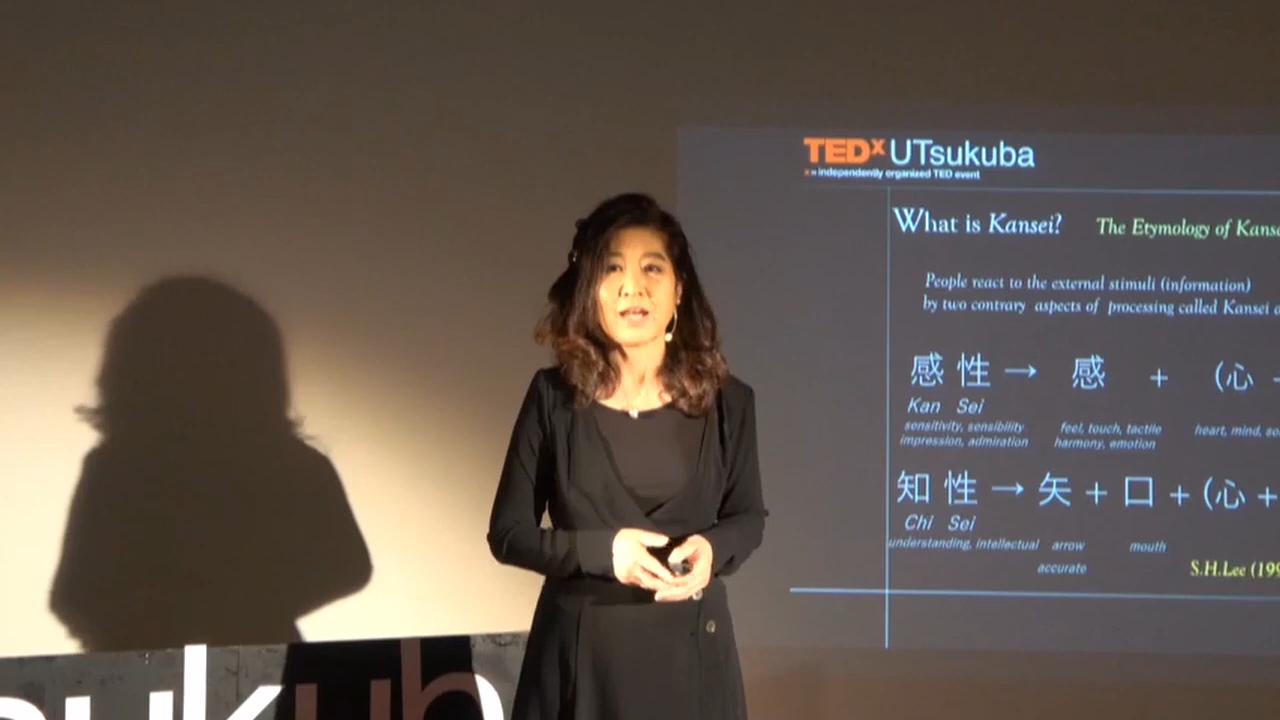 TEDx UTsukuba
x = independently organized TED event
What is Kansei? The Etymology of Kanse
People react to the external stimuli (information)
by two contrary aspects of processing called Kansei
感 性 → 感 + (心
Kan Sei
sensitivity, sensibility feel, touch, tactile heart, mind, so
impression, admiration harmony, emotion
知 性 → 矢 + 口 + (心 +
Chi Sei
understanding, intellectual arrow mouth
accurate
S.H.Lee (199
sukub